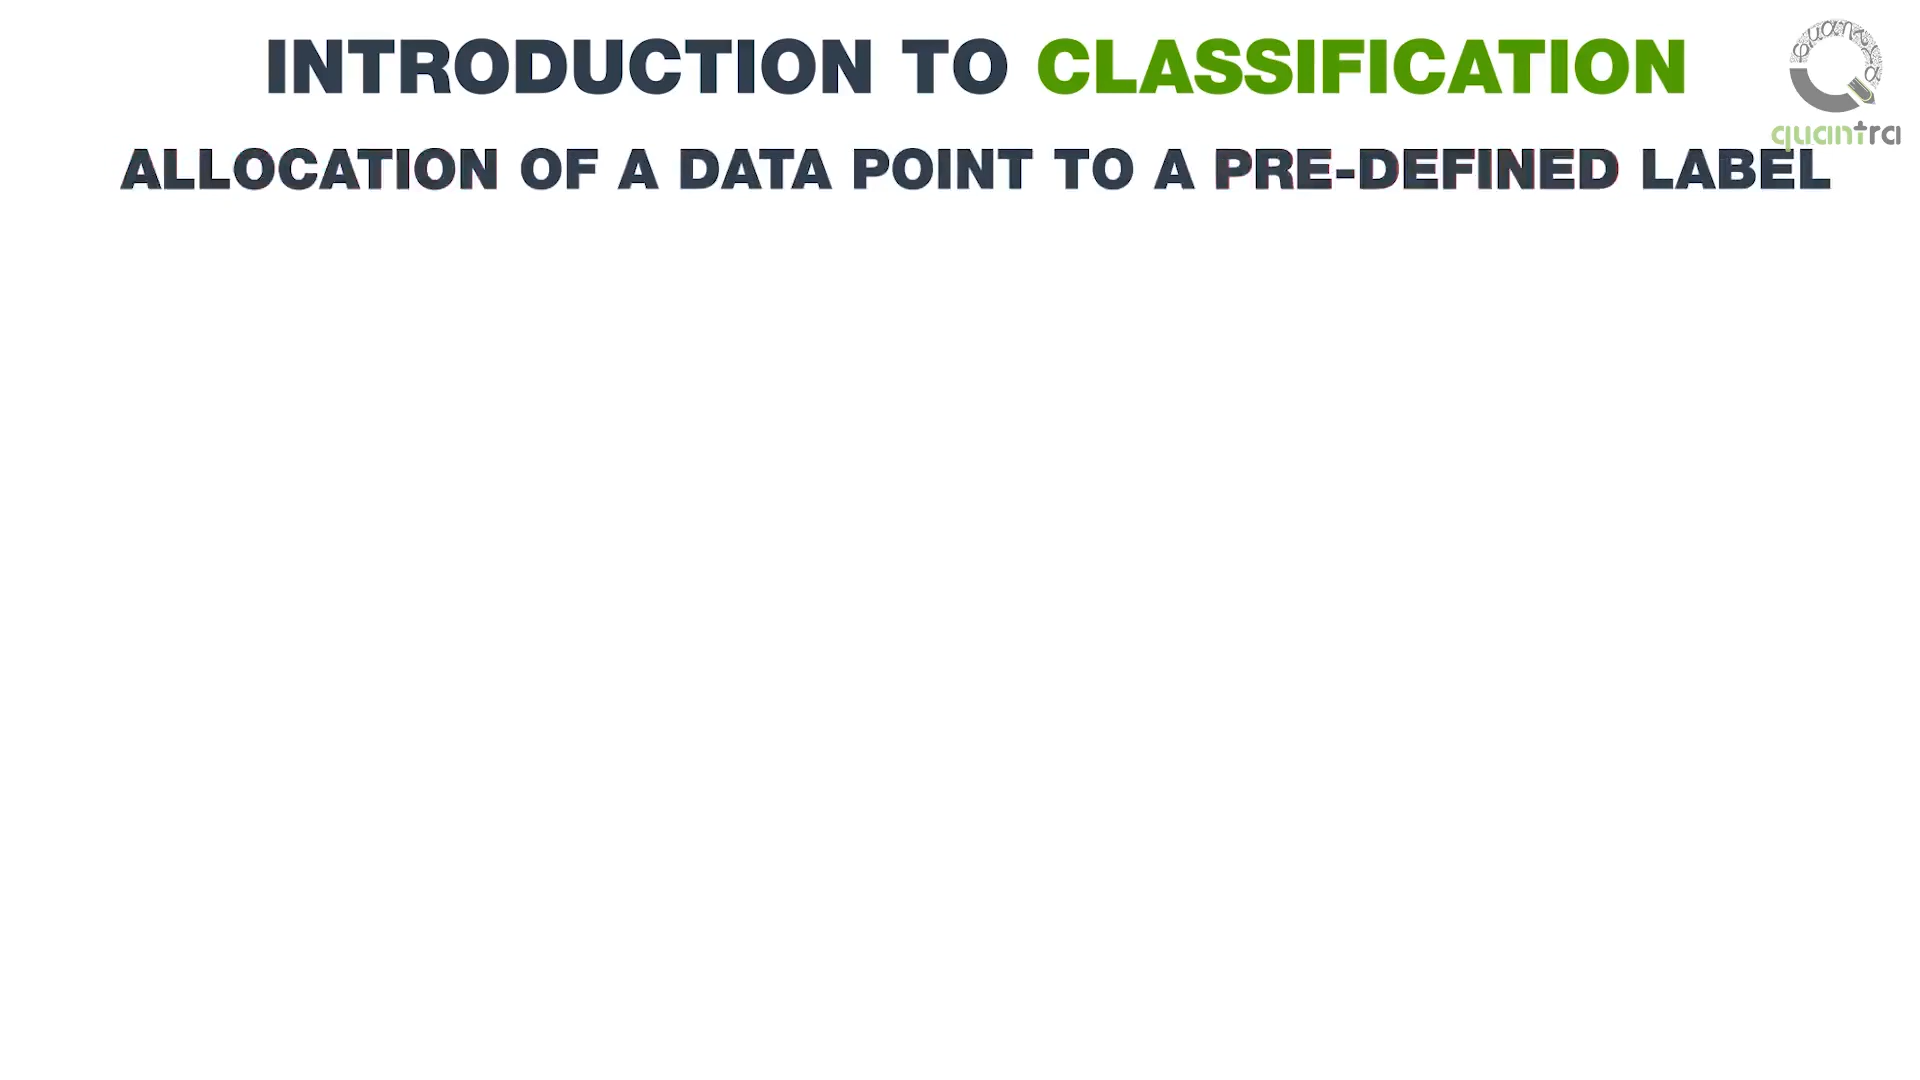 INTRODUCTION TO CLASSIFICATION
quantra
ALLOCATION OF A DATA POINT TO A PRE-DEFINED LABEL